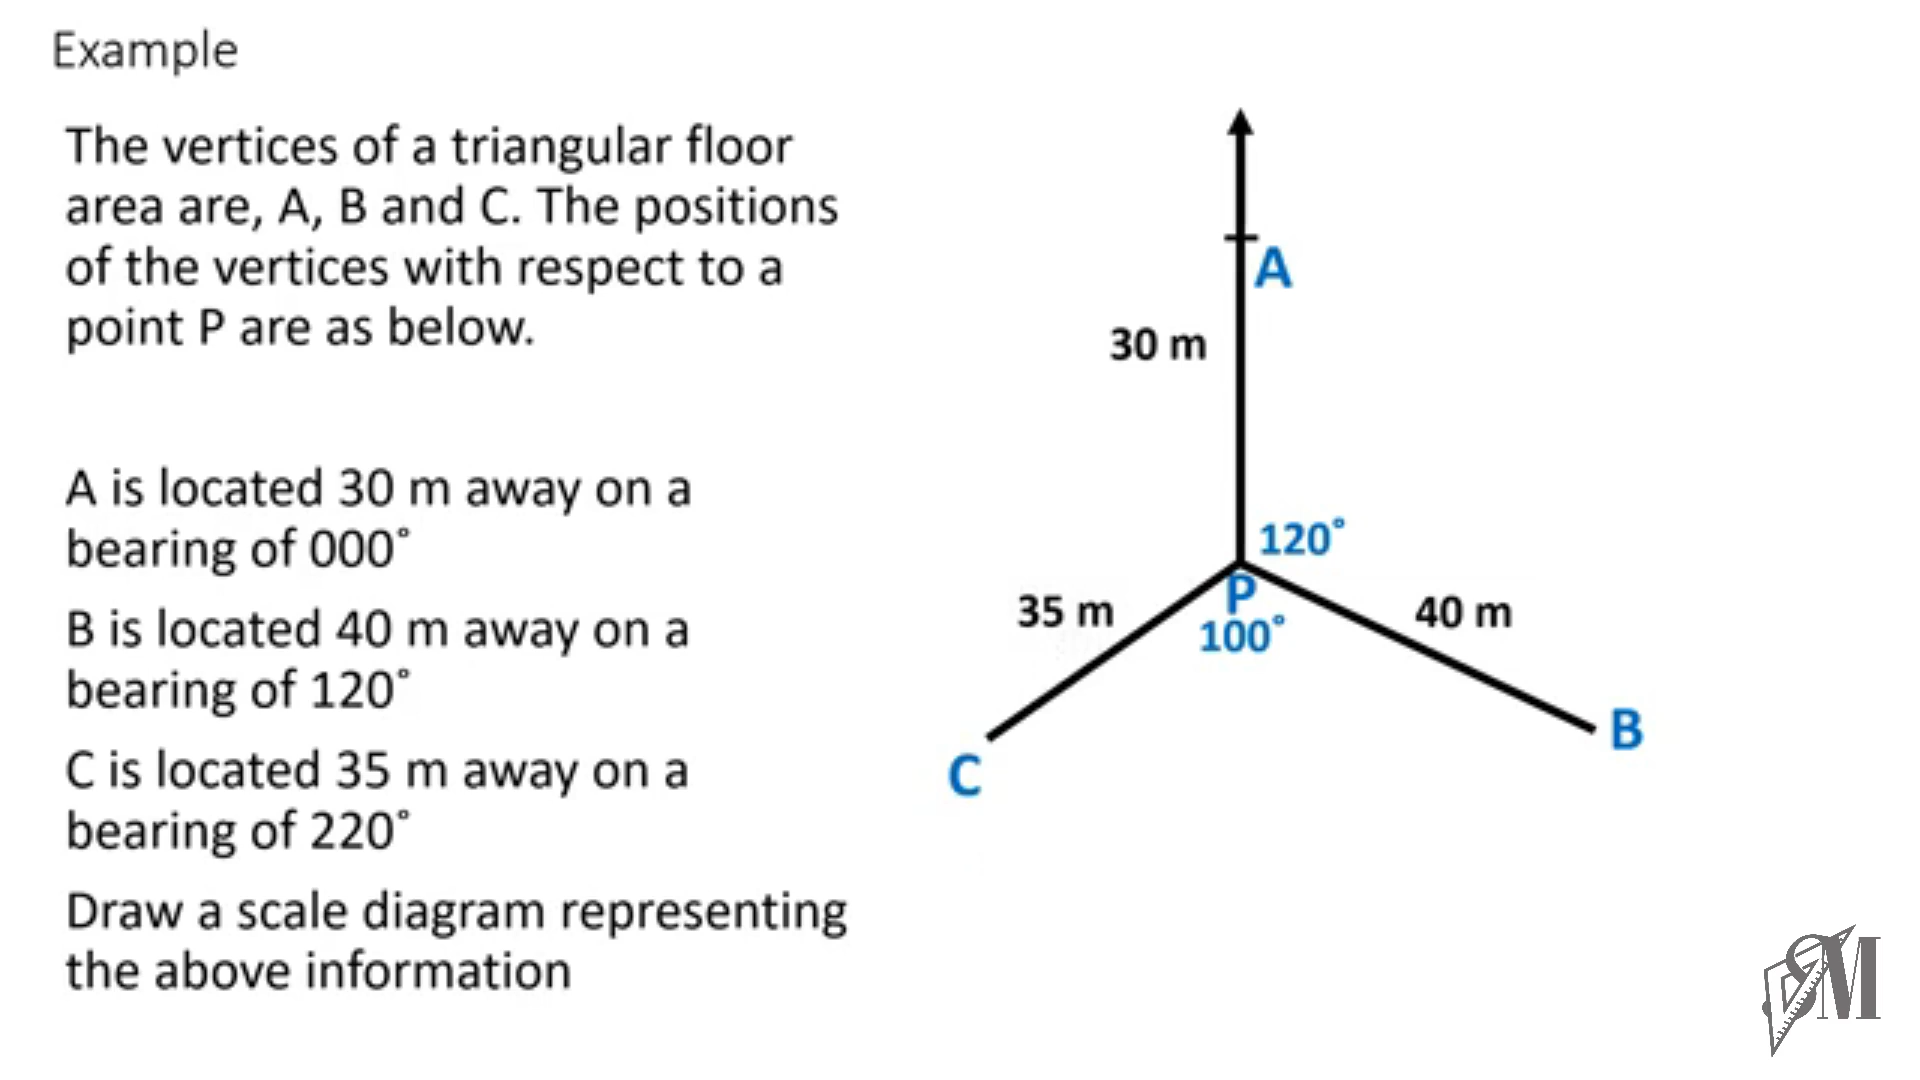 Example
The vertices of a triangular floor
area are, A, B and C. The positions
of the vertices with respect to a
point P are as below.
A is located 30 m away on a
bearing of 000°
B is located 40 m away on a
bearing of 120°
C is located 35 m away on a
bearing of 220°
Draw a scale diagram representing
the above information
A
30 m
120°
P
35 m
40 m
100°
B
C
SM